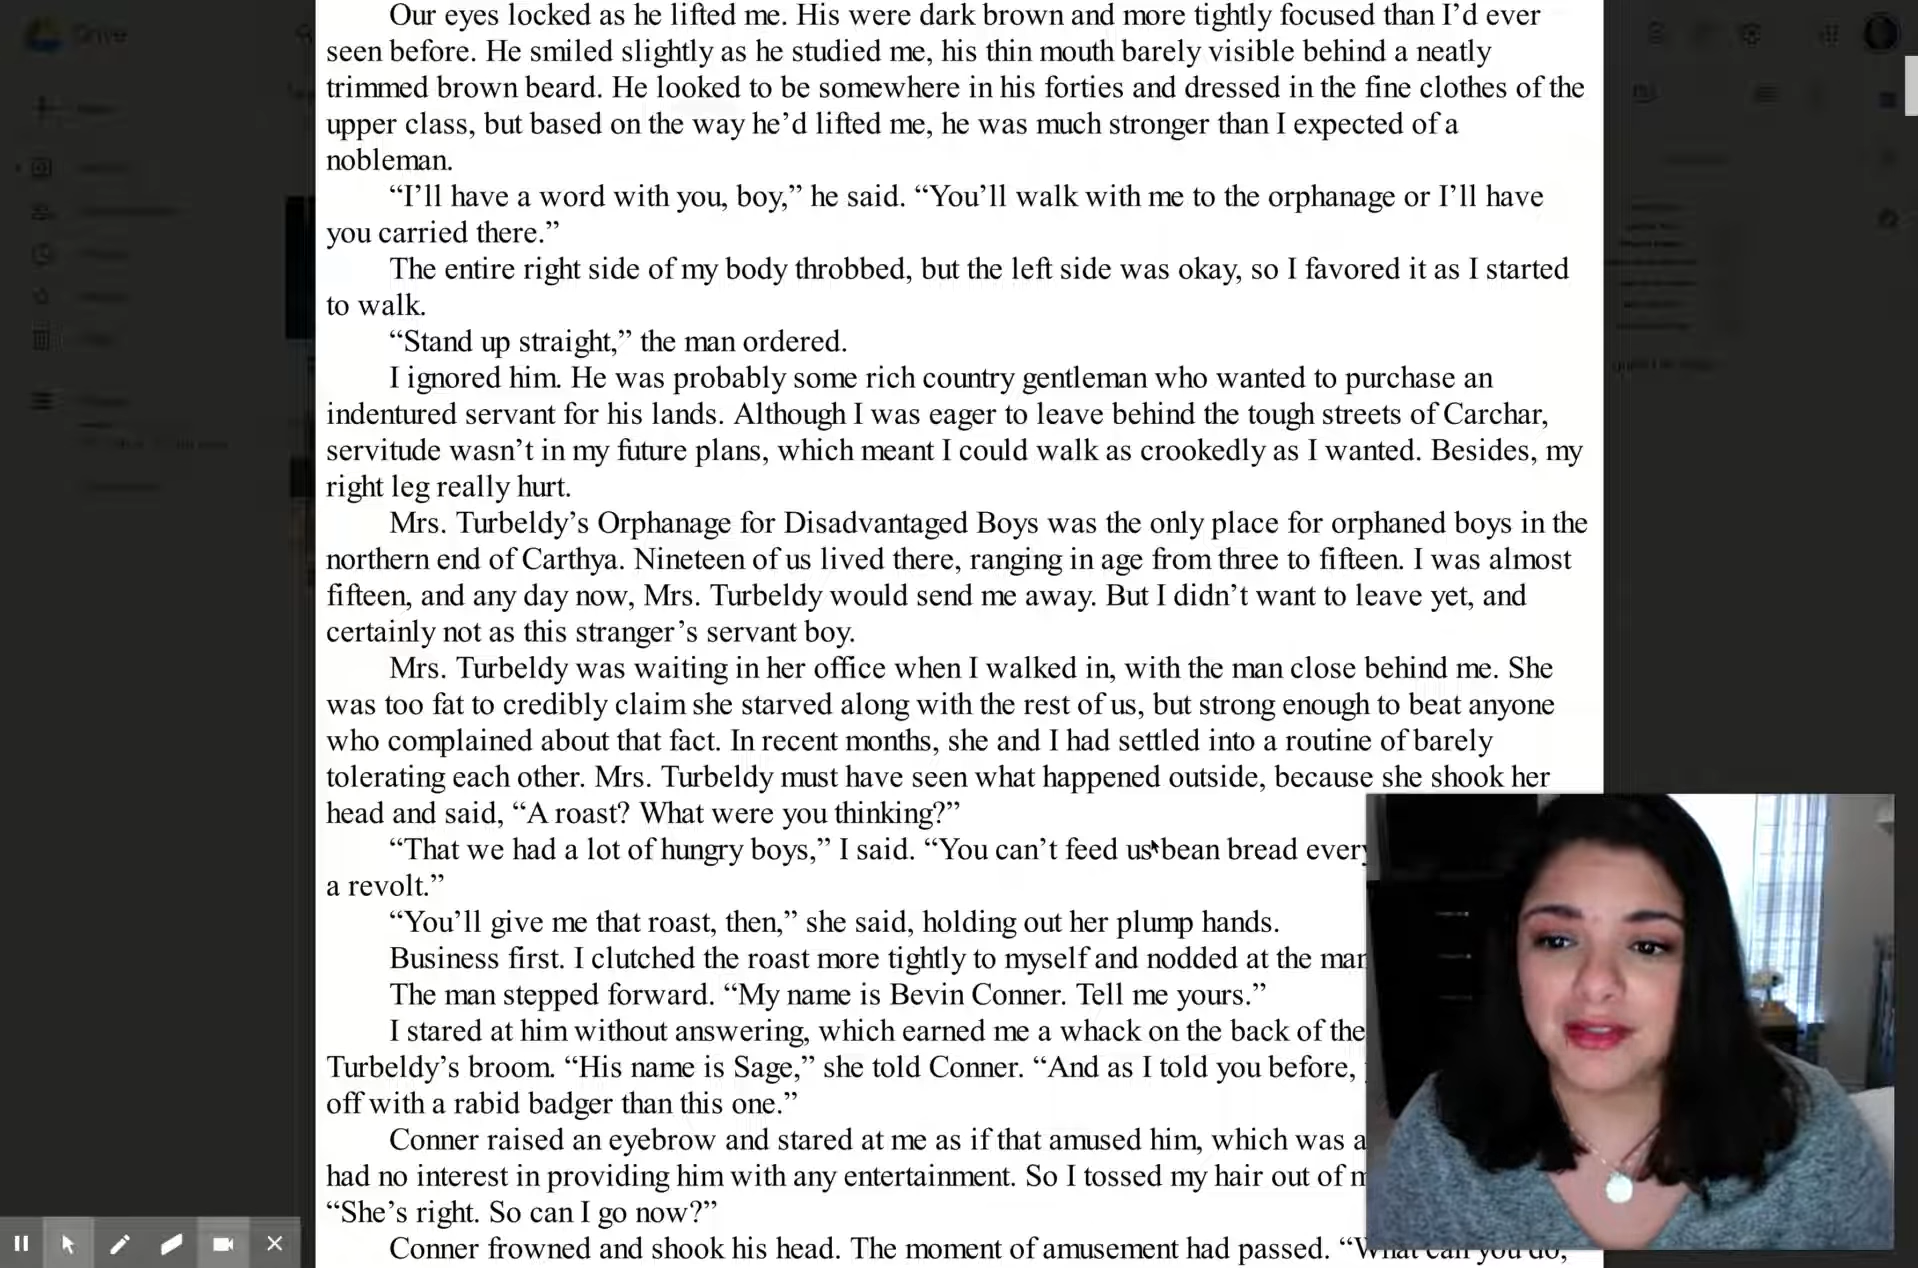 Drive
Our eyes locked as he lifted me. His were dark brown and more tightly focused than I’d ever
seen before. He smiled slightly as he studied me, his thin mouth barely visible behind a neatly
trimmed brown beard. He looked to be somewhere in his forties and dressed in the fine clothes of the
upper class, but based on the way he’d lifted me, he was much stronger than I expected of a
nobleman.
“I’ll have a word with you, boy,” he said. “You’ll walk with me to the orphanage or I’ll have
you carried there.”
The entire right side of my body throbbed, but the left side was okay, so I favored it as I started
to walk.
“Stand up straight,” the man ordered.
I ignored him. He was probably some rich country gentleman who wanted to purchase an
indentured servant for his lands. Although I was eager to leave behind the tough streets of Carchar,
servitude wasn’t in my future plans, which meant I could walk as crookedly as I wanted. Besides, my
right leg really hurt.
Mrs. Turbeldy’s Orphanage for Disadvantaged Boys was the only place for orphaned boys in the
northern end of Carthya. Nineteen of us lived there, ranging in age from three to fifteen. I was almost
fifteen, and any day now, Mrs. Turbeldy would send me away. But I didn’t want to leave yet, and
certainly not as this stranger’s servant boy.
Mrs. Turbeldy was waiting in her office when I walked in, with the man close behind me. She
was too fat to credibly claim she starved along with the rest of us, but strong enough to beat anyone
who complained about that fact. In recent months, she and I had settled into a routine of barely
tolerating each other. Mrs. Turbeldy must have seen what happened outside, because she shook her
head and said, “A roast? What were you thinking?”
“That we had a lot of hungry boys,” I said. “You can’t feed us bean bread every
a revolt.”
“You’ll give me that roast, then,” she said, holding out her plump hands.
Business first. I clutched the roast more tightly to myself and nodded at the man
The man stepped forward. “My name is Bevin Conner. Tell me yours.”
I stared at him without answering, which earned me a whack on the back of the
Turbeldy’s broom. “His name is Sage,” she told Conner. “And as I told you before,
off with a rabid badger than this one.”
Conner raised an eyebrow and stared at me as if that amused him, which was a
had no interest in providing him with any entertainment. So I tossed my hair out of m
“She’s right. So can I go now?”
Conner frowned and shook his head. The moment of amusement had passed. “What can you do,